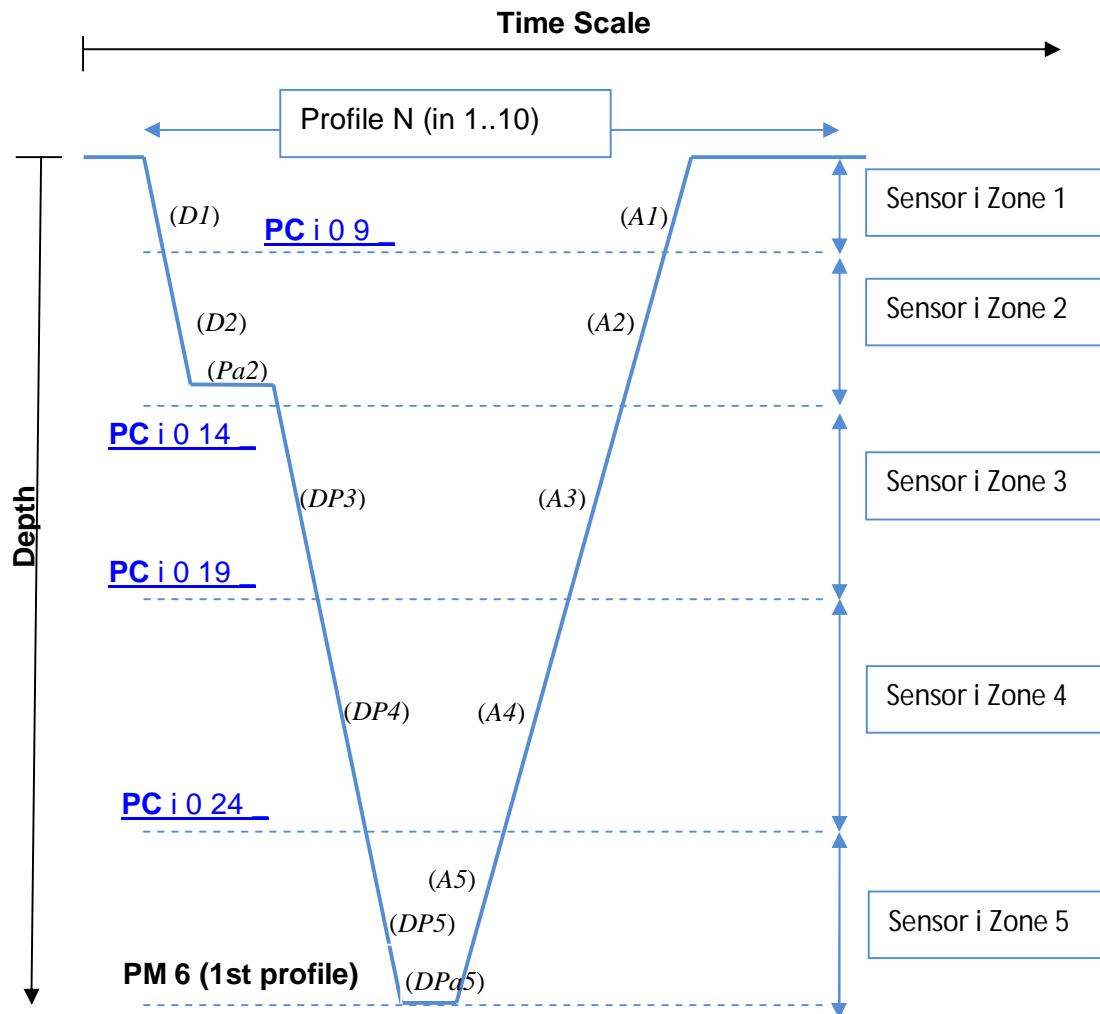 Time Scale
Profile N (in 1..10)
Sensor i Zone 1
(D1)
(A1)
PC i 0 9 _
Sensor i Zone 2
(D2)
(A2)
(Pa2)
PC i 0 14 _
Sensor i Zone 3
(DP3)
(A3)
Depth
PC i 0 19 _
Sensor i Zone 4
(DP4)
(A4)
PC i 0 24 _
(A5)
Sensor i Zone 5
(DP5)
PM 6 (1st profile)
(DPa5)